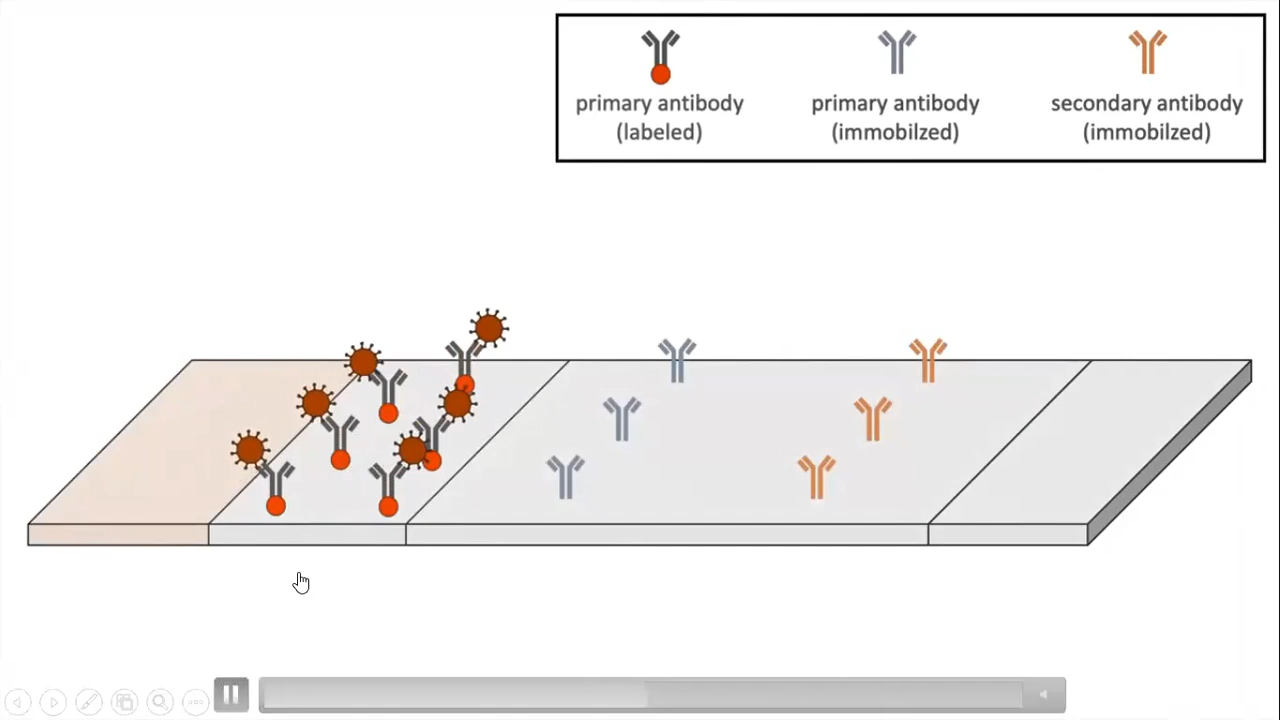 primary antibody
(labeled)
primary antibody
(immobilzed)
secondary antibody
(immobilzed)